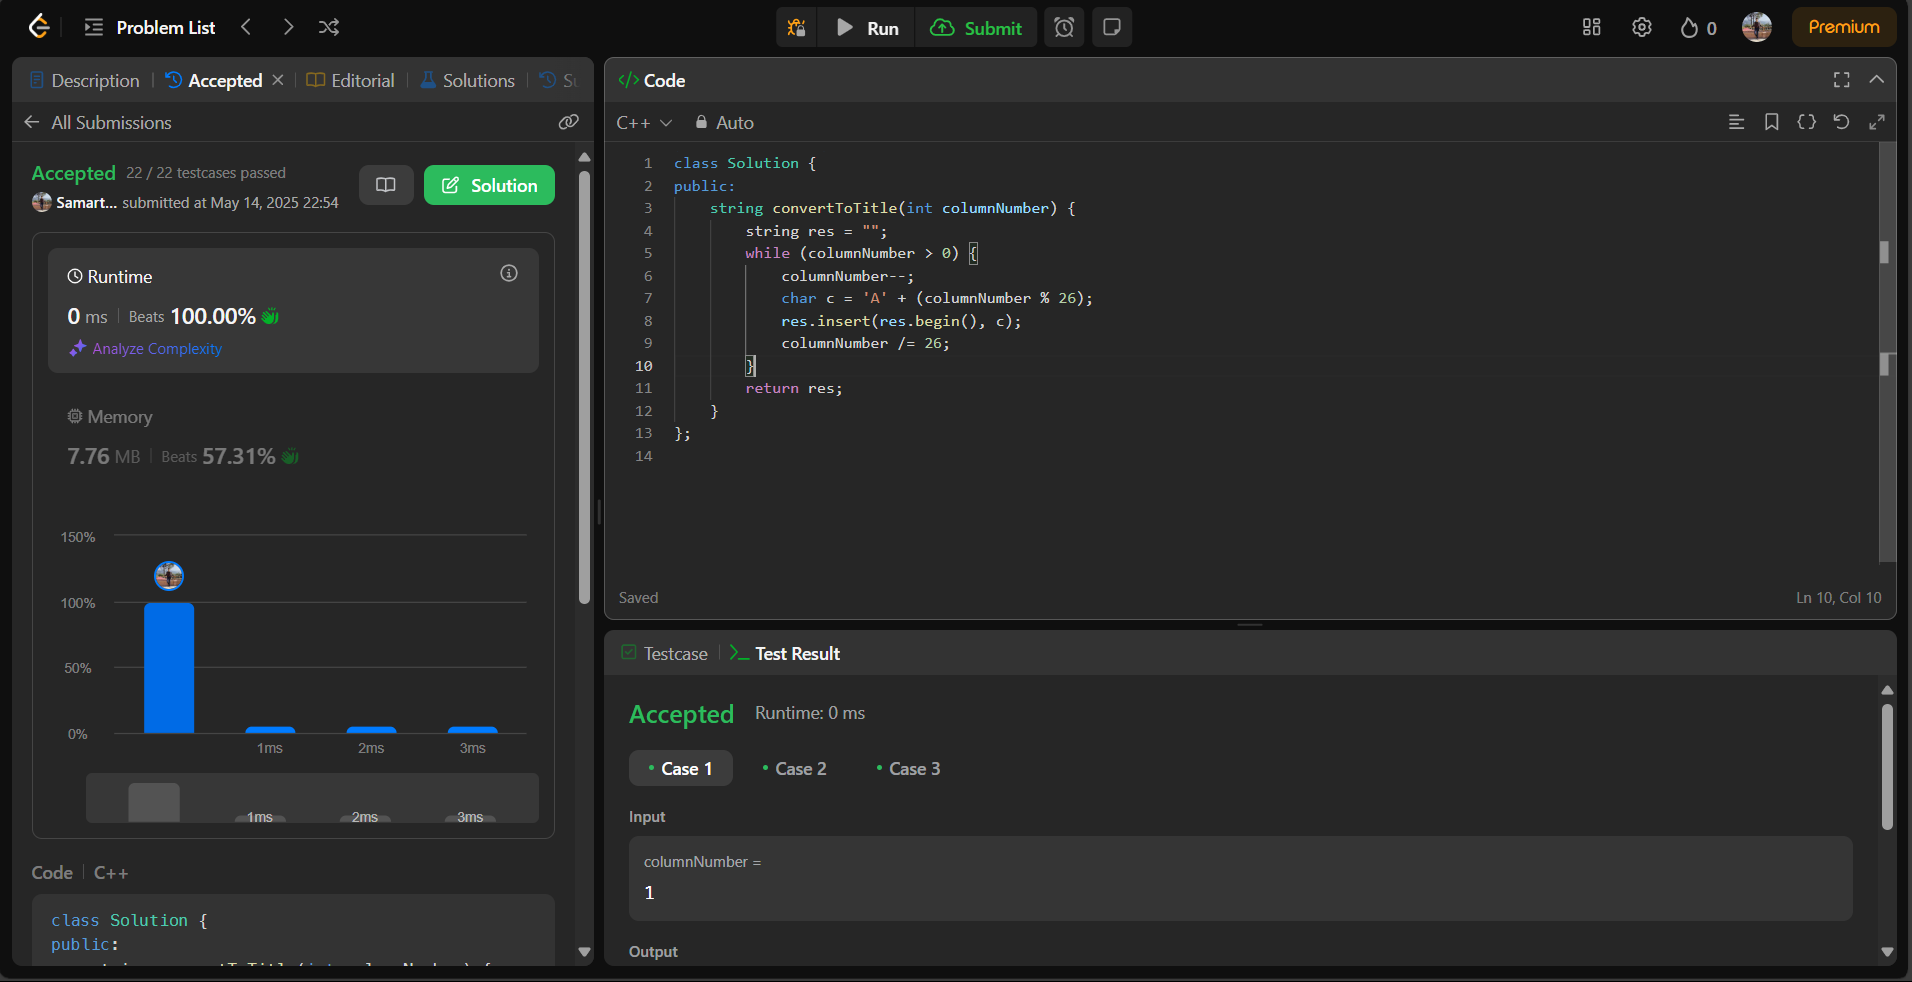 Problem List
Run
Submit
0
Premium
Description
Accepted
Editorial
Solutions
All Submissions
Accepted 22 / 22 testcases passed
Samart... submitted at May 14, 2025 22:54
Solution
Runtime
0 ms | Beats 100.00%
Analyze Complexity
Memory
7.76 MB | Beats 57.31%
150%
100%
50%
0%
1ms 2ms 3ms
1ms 2ms 3ms
Code | C++
class Solution {
public:
</> Code
C++ Auto
1 class Solution {
2 public:
3     string convertToTitle(int columnNumber) {
4         string res = "";
5         while (columnNumber > 0) {
6             columnNumber--;
7             char c = 'A' + (columnNumber % 26);
8             res.insert(res.begin(), c);
9             columnNumber /= 26;
10         }
11         return res;
12     }
13 };
14
Saved
Ln 10, Col 10
Testcase
Test Result
Accepted Runtime: 0 ms
• Case 1 • Case 2 • Case 3
Input
columnNumber =
1
Output